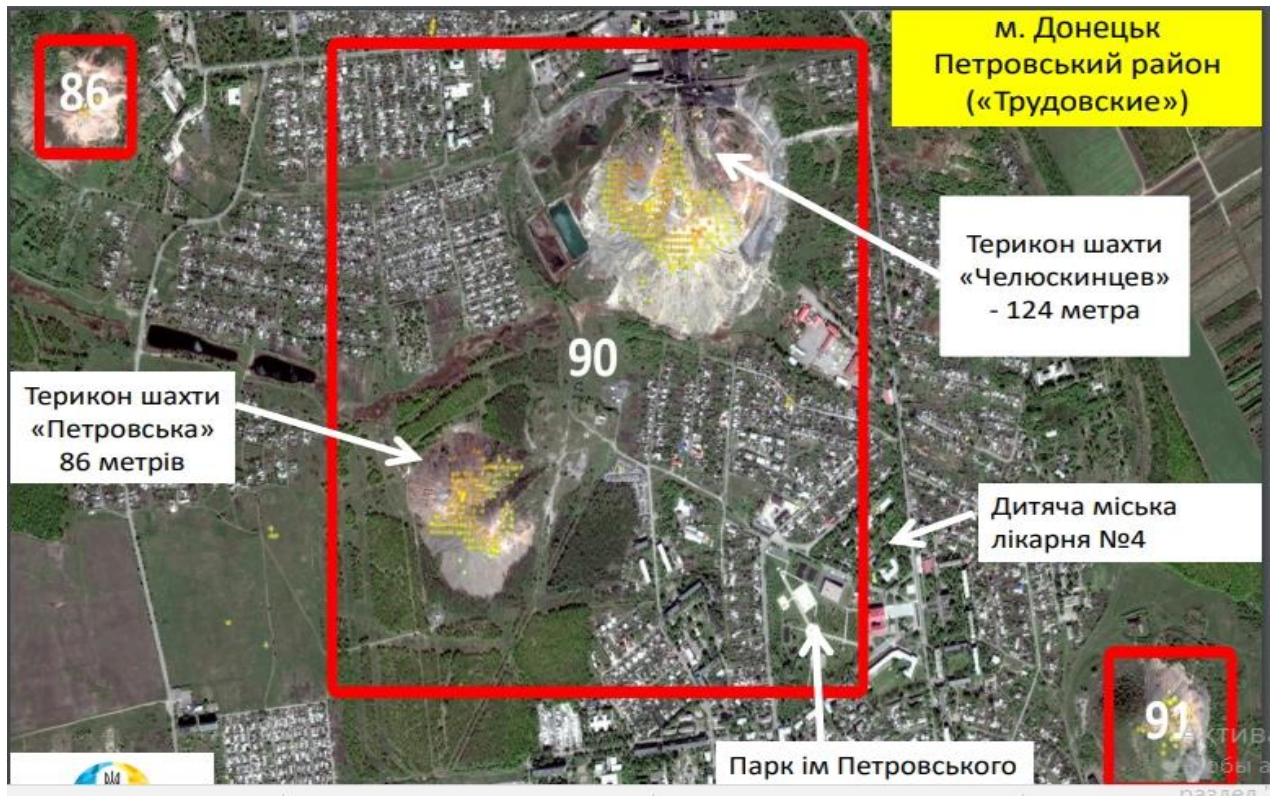 м. Донецьк
Петровський район
(«Трудовские»)
86
Терикон шахти
«Челюскинцев»
- 124 метра
90
Терикон шахти
«Петровська»
86 метрів
Дитяча міська
лікарня №4
91
Парк ім Петровського